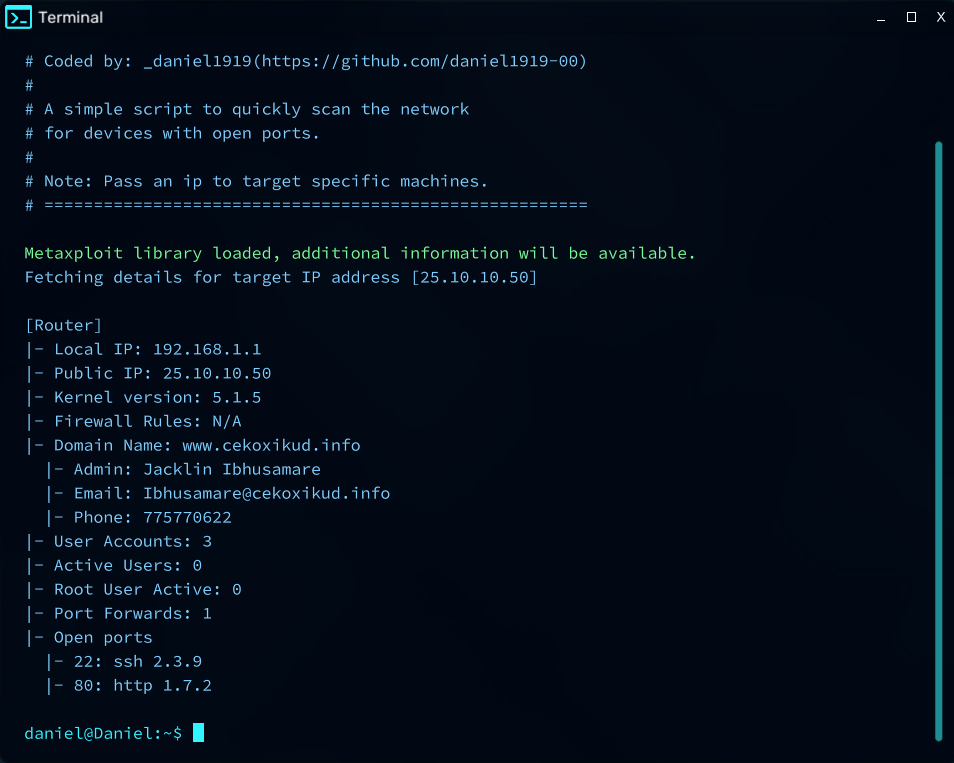 Terminal
# Coded by: _daniel1919(https://github.com/daniel1919-00)
#
# A simple script to quickly scan the network
# for devices with open ports.
#
# Note: Pass an ip to target specific machines.
# =======================================================
Metaxploit library loaded, additional information will be available.
Fetching details for target IP address [25.10.10.50]
[Router]
|- Local IP: 192.168.1.1
|- Public IP: 25.10.10.50
|- Kernel version: 5.1.5
|- Firewall Rules: N/A
|- Domain Name: www.cekoxikud.info
  |- Admin: Jacklin Ibhusamare
  |- Email: Ibhusamare@cekoxikud.info
  |- Phone: 775770622
|- User Accounts: 3
|- Active Users: 0
|- Root User Active: 0
|- Port Forwards: 1
|- Open ports
  |- 22: ssh 2.3.9
  |- 80: http 1.7.2
daniel@Daniel:~$